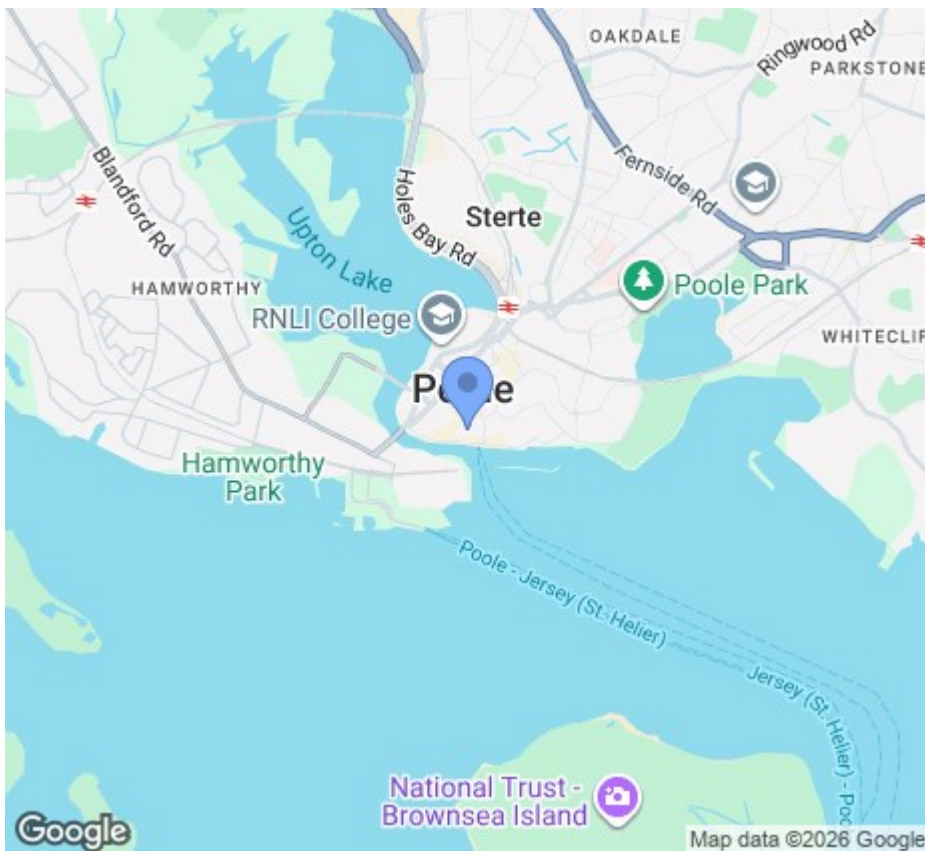 OAKDALE
Ringwood Rd
PARKSTONE
Blandford Rd
Holes Bay Rd
Fernside Rd
Sterte
Upton
Lake
HAMWORTHY
Poole Park
RNLI College
WHITECLIF
Hamworthy
Park
Poole - Jersey (St. Helier)
Jersey (St. Helier) - Poo
National Trust -
Brownsea Island
Google
Map data ©2026 Google